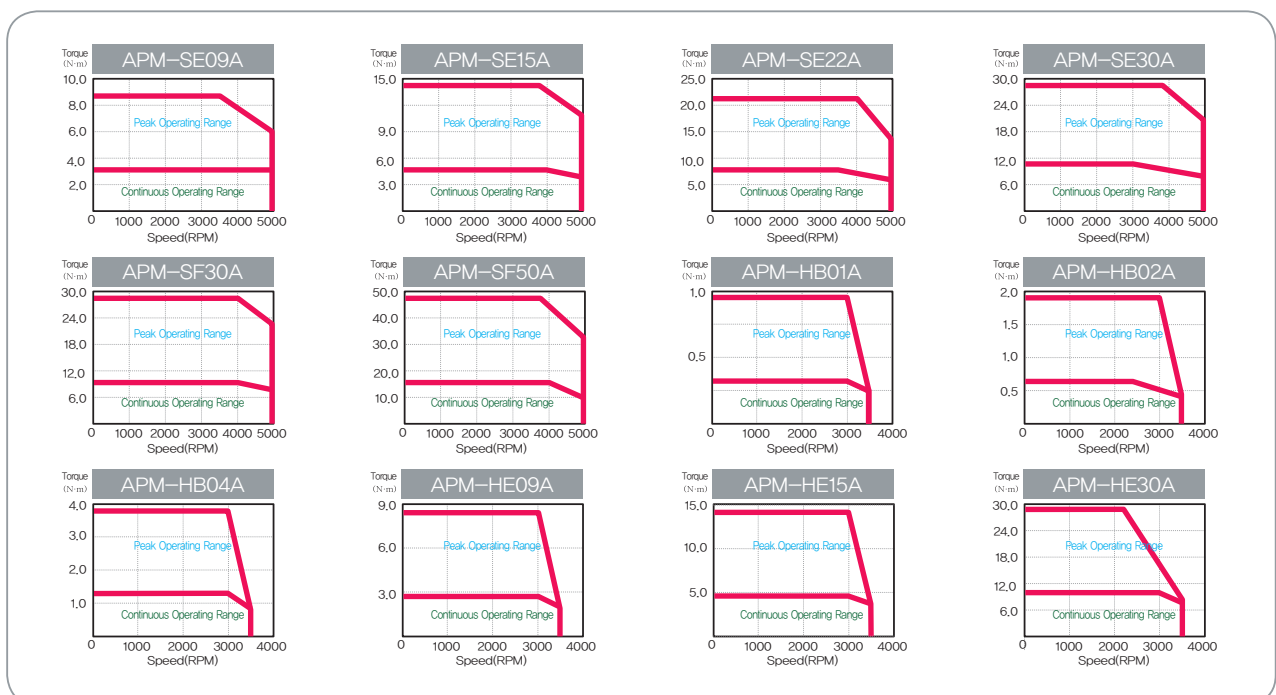 Torque
(N·m)
APM-SE09A
10.0
8.0
6.0
4.0
2.0
Peak Operating Range
Continuous Operating Range
0 1000 2000 3000 4000 5000
Speed(RPM)
Torque
(N·m)
APM-SE15A
15.0
9.0
6.0
3.0
Peak Operating Range
Continuous Operating Range
0 1000 2000 3000 4000 5000
Speed(RPM)
Torque
(N·m)
APM-SE22A
25.0
20.0
15.0
10.0
5.0
Peak Operating Range
Continuous Operating Range
0 1000 2000 3000 4000 5000
Speed(RPM)
Torque
(N·m)
APM-SE30A
30.0
24.0
18.0
12.0
6.0
Peak Operating Range
Continuous Operating Range
0 1000 2000 3000 4000 5000
Speed(RPM)
Torque
(N·m)
APM-SF30A
30.0
24.0
18.0
12.0
6.0
Peak Operating Range
Continuous Operating Range
0 1000 2000 3000 4000 5000
Speed(RPM)
Torque
(N·m)
APM-SF50A
50.0
40.0
30.0
20.0
10.0
Peak Operating Range
Continuous Operating Range
0 1000 2000 3000 4000 5000
Speed(RPM)
Torque
(N·m)
APM-HB01A
1.0
0.5
Peak Operating Range
Continuous Operating Range
0 1000 2000 3000 4000
Speed(RPM)
Torque
(N·m)
APM-HB02A
2.0
1.5
1.0
0.5
Peak Operating Range
Continuous Operating Range
0 1000 2000 3000 4000
Speed(RPM)
Torque
(N·m)
APM-HB04A
4.0
3.0
2.0
1.0
Peak Operating Range
Continuous Operating Range
0 1000 2000 3000 4000
Speed(RPM)
Torque
(N·m)
APM-HE09A
9.0
6.0
3.0
Peak Operating Range
Continuous Operating Range
0 1000 2000 3000 4000
Speed(RPM)
Torque
(N·m)
APM-HE15A
15.0
10.0
5.0
Peak Operating Range
Continuous Operating Range
0 1000 2000 3000 4000
Speed(RPM)
Torque
(N·m)
APM-HE30A
30.0
24.0
18.0
12.0
6.0
Peak Operating Range
Continuous Operating Range
0 1000 2000 3000 4000
Speed(RPM)